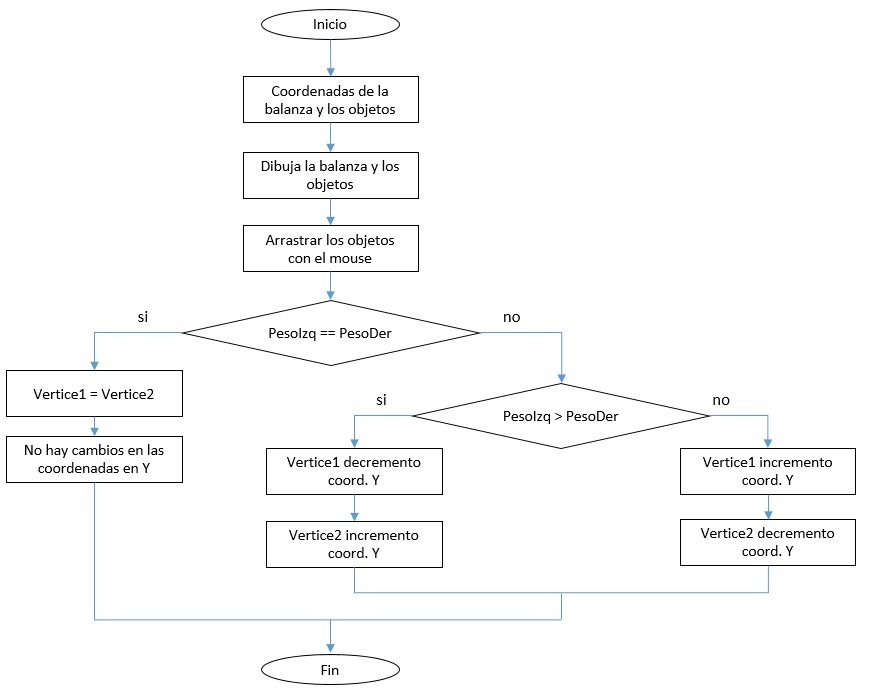 Inicio
Coordenadas de la
balanza y los objetos
Dibuja la balanza y los
objetos
Arrastrar los objetos
con el mouse
si
PesoIzq == PesoDer
no
Vertice1 = Vertice2
No hay cambios en las
coordenadas en Y
si
PesoIzq > PesoDer
no
Vertice1 decremento
coord. Y
Vertice2 incremento
coord. Y
Vertice1 incremento
coord. Y
Vertice2 decremento
coord. Y
Fin